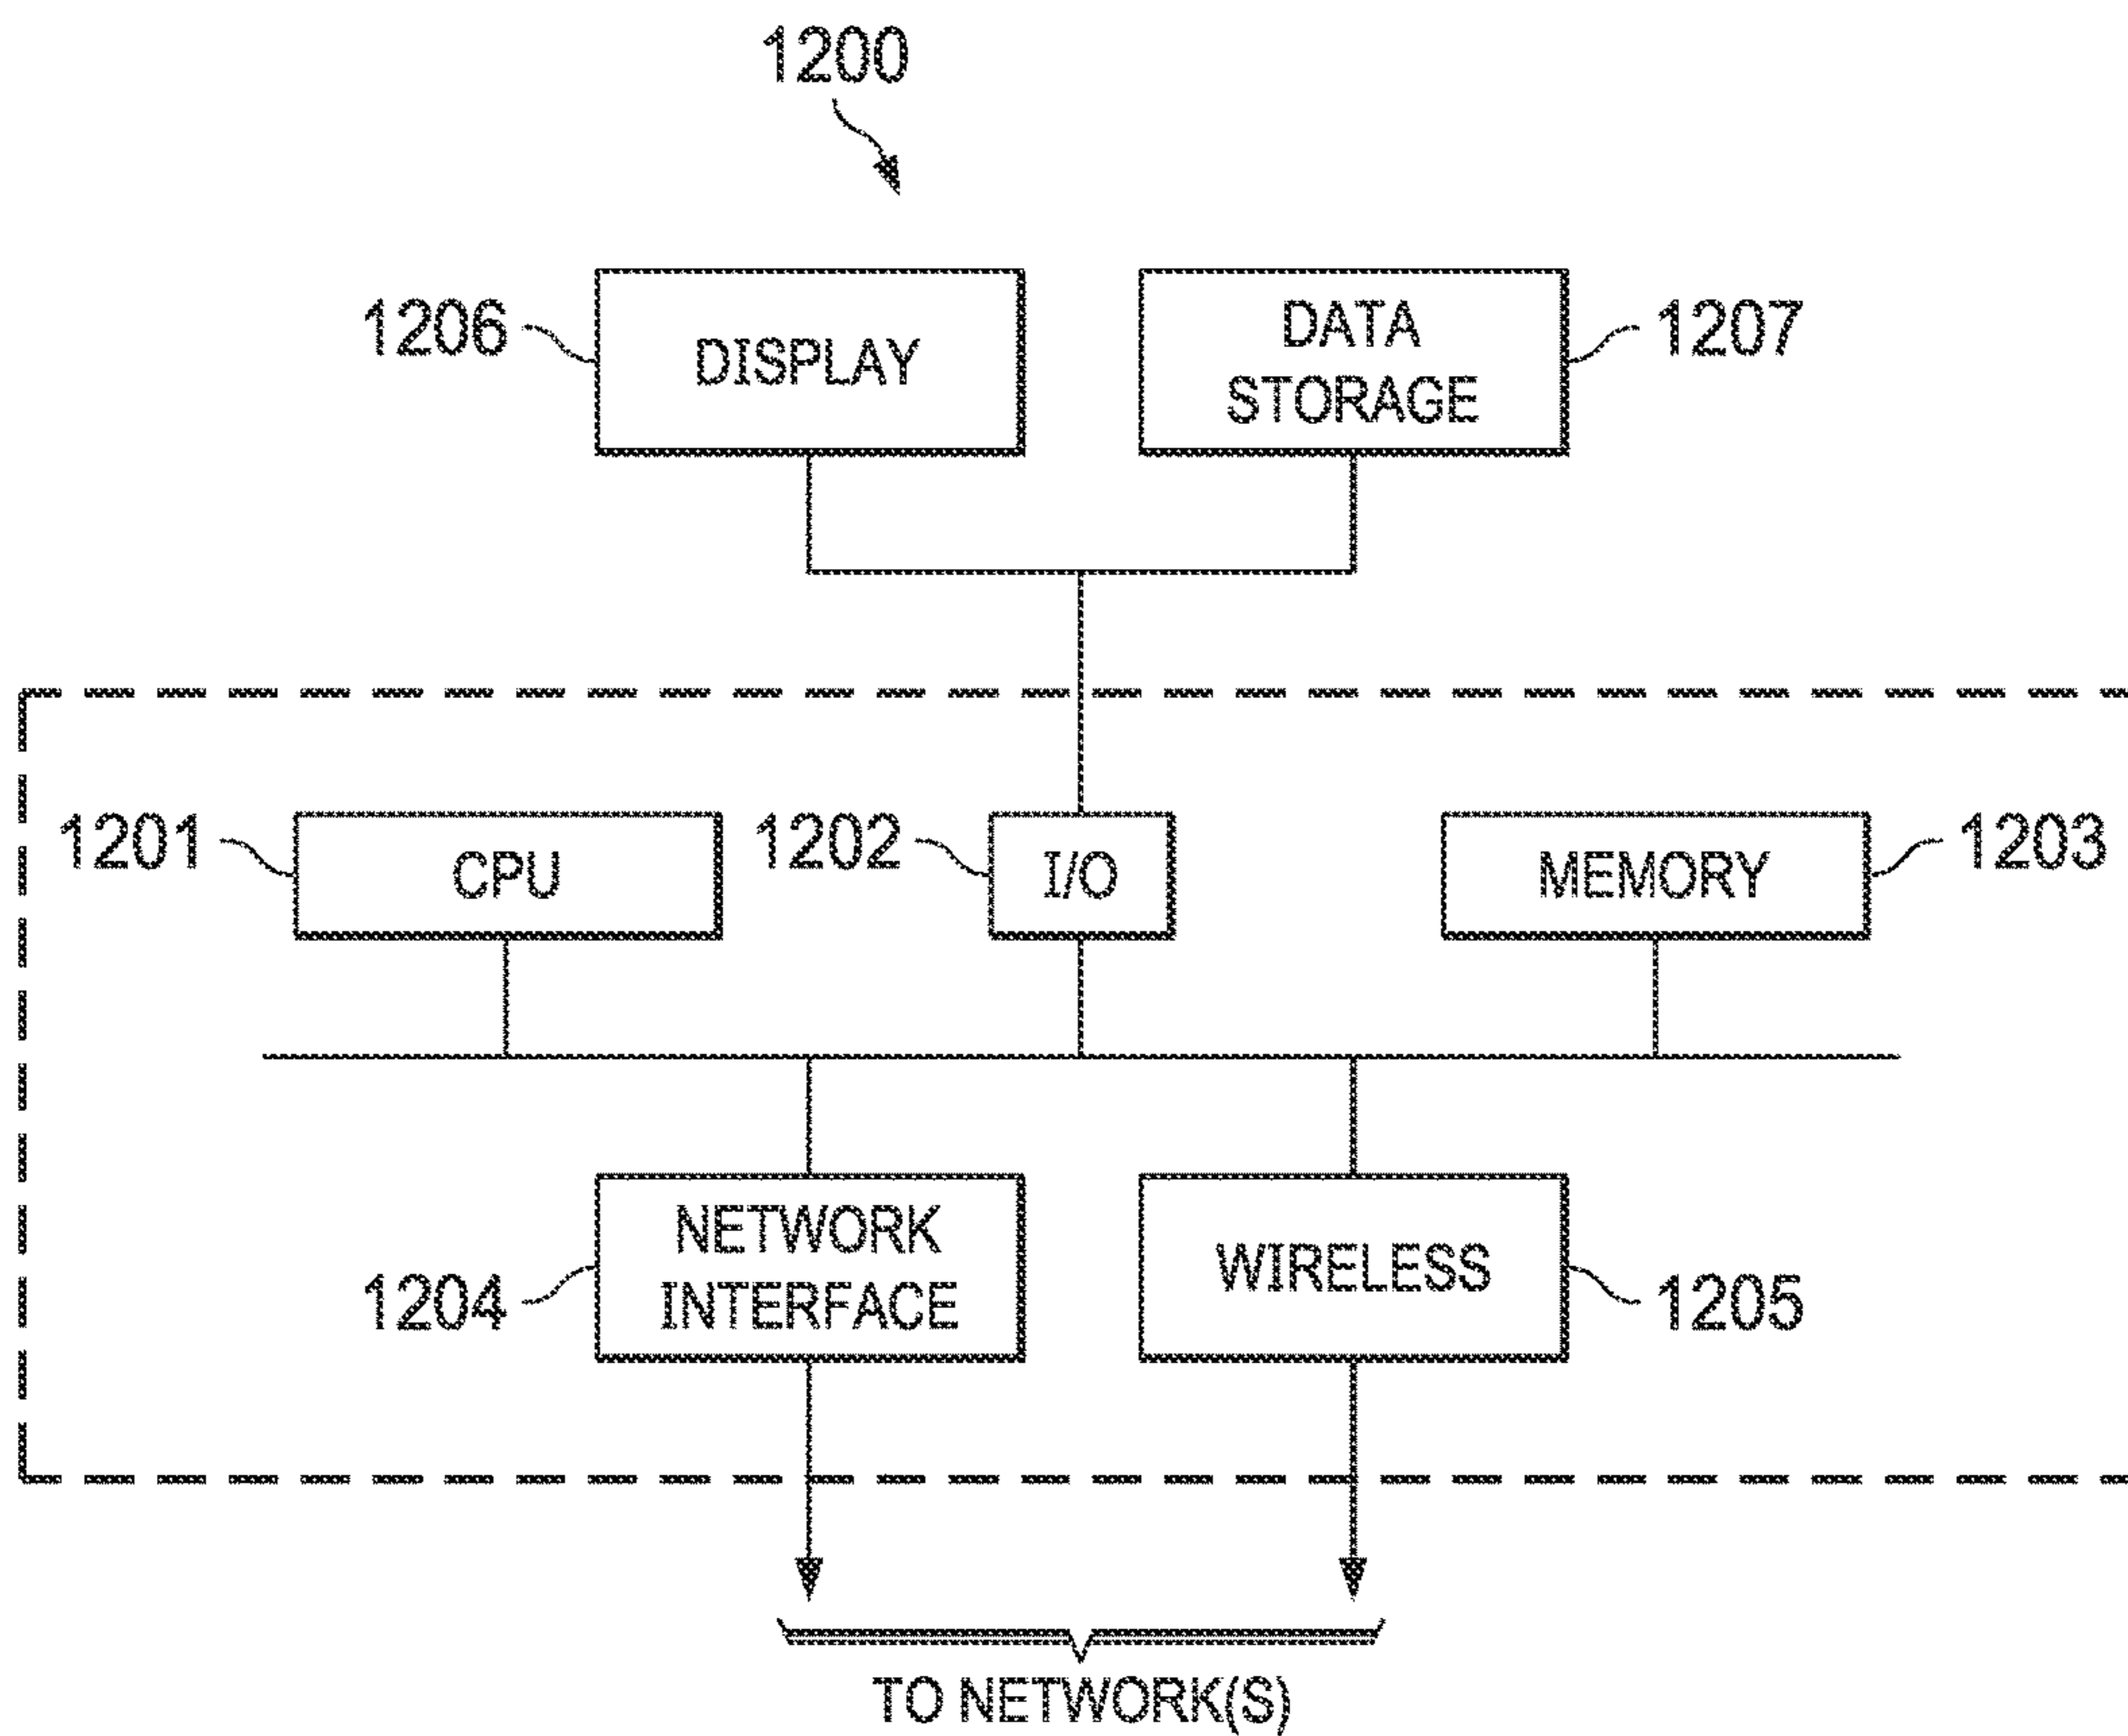 1200
1206
DISPLAY
DATA
STORAGE
1207
1201
CPU
1202
I/O
MEMORY
1203
1204
NETWORK
INTERFACE
WIRELESS
1205
TO NETWORK(S)